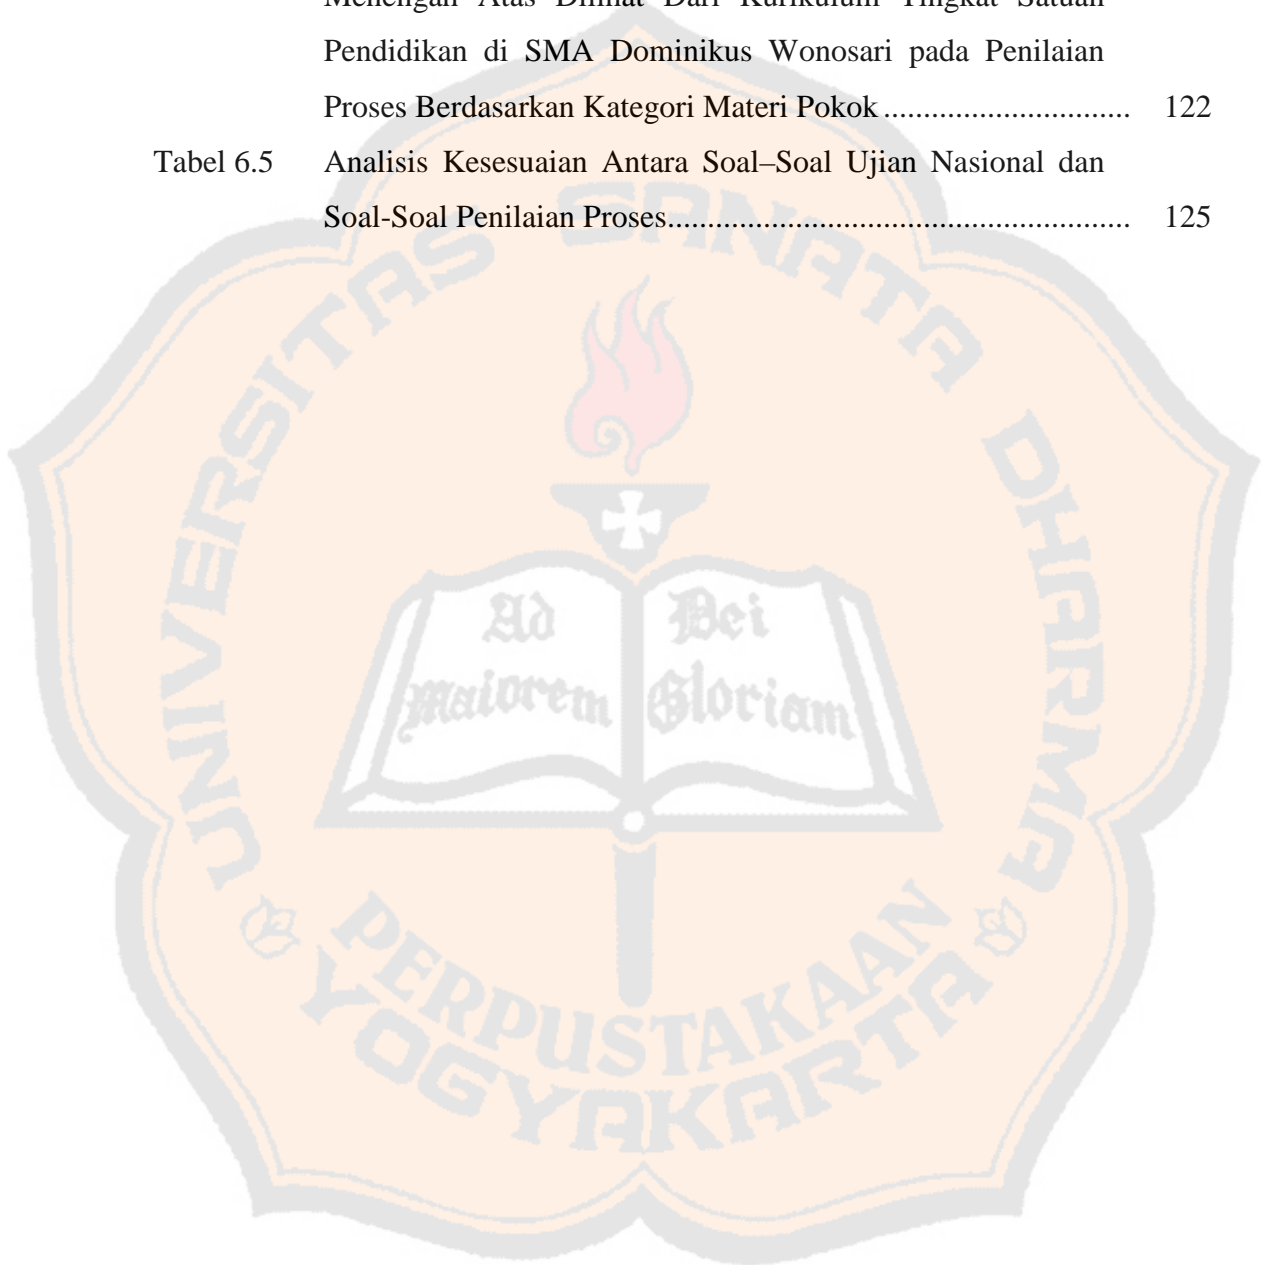 Menengah Atas Dilihat Dari Kurikulum Tingkat Satuan
Pendidikan di SMA Dominikus Wonosari pada Penilaian
Proses Berdasarkan Kategori Materi Pokok ............................... 122
Tabel 6.5 Analisis Kesesuaian Antara Soal–Soal Ujian Nasional dan
Soal-Soal Penilaian Proses.......................................................... 125
UNIVERSITAS SANATA DHARMA
Ad Dei
maiorem Gloriam
PERPUSTAKAAN
YOGYAKARTA